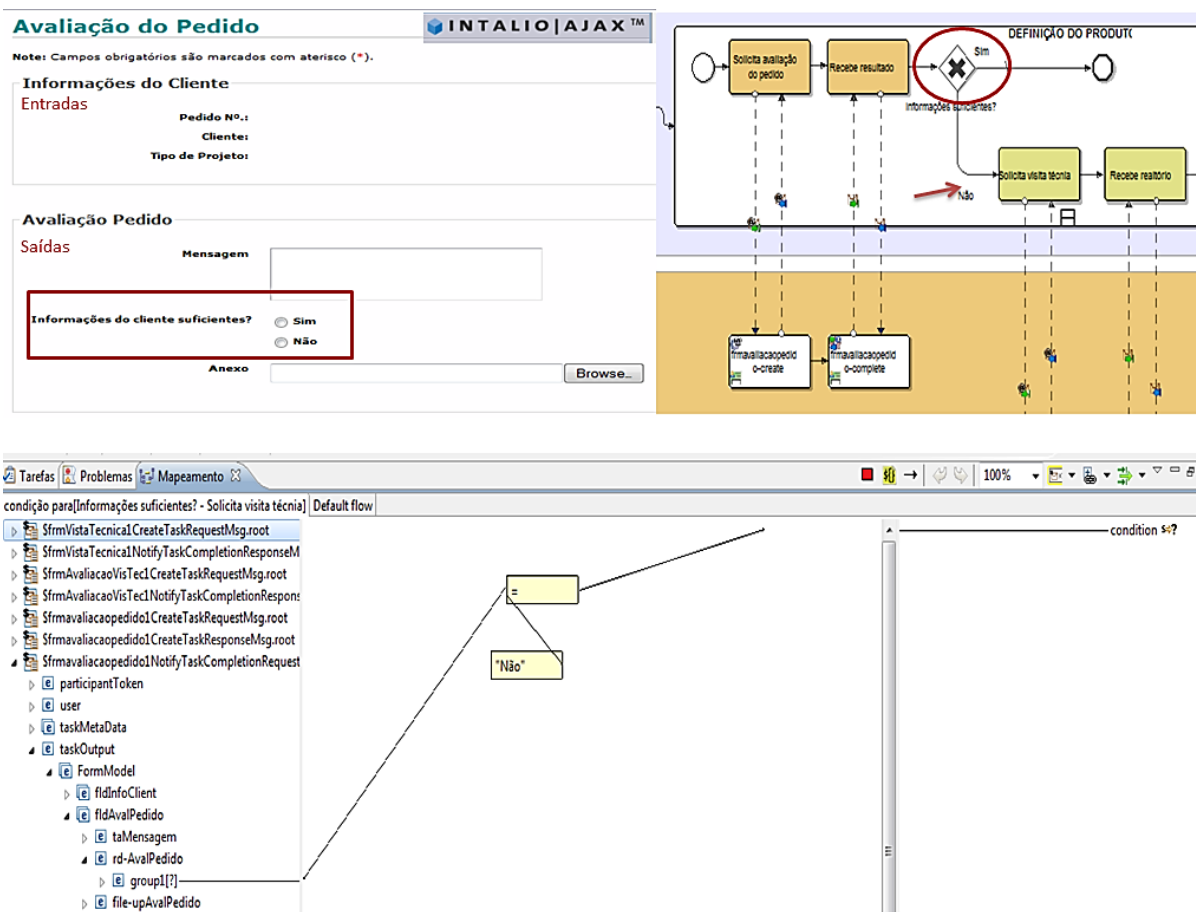 Avaliação do Pedido
INTALIO|AJAX™
Note: Campos obrigatórios são marcados com aterisco (*).
Informações do Cliente
Entradas
Pedido Nº.:
Cliente:
Tipo de Projeto:
Avaliação Pedido
Saídas
Mensagem
Informações do cliente suficientes?
Sim
Não
Anexo
Browse…
DEFINIÇÃO DO PRODUT(
Solicita avaliação
do pedido
Recebe resultado
Sim
Informações suficientes?
Solicita visita técnia
Recebe realtório
Não
frmavaliacaopedid
o-create
frmavaliacaopedid
o-complete
Tarefas
Problemas
Mapeamento
100%
condição para[Informações suficientes? - Solicita visita técnia]
Default flow
$frmVistaTecnica1CreateTaskRequestMsg.root
$frmVistaTecnica1NotifyTaskCompletionResponseM
$frmAvaliacaoVisTec1CreateTaskRequestMsg.root
$frmAvaliacaoVisTec1NotifyTaskCompletionRespons
$frmavaliacaopedido1CreateTaskRequestMsg.root
$frmavaliacaopedido1CreateTaskResponseMsg.root
$frmavaliacaopedido1NotifyTaskCompletionRequest
participantToken
user
taskMetaData
taskOutput
FormModel
fldInfoClient
fldAvalPedido
taMensagem
rd-AvalPedido
group1[?]
file-upAvalPedido
=
"Não"
condition